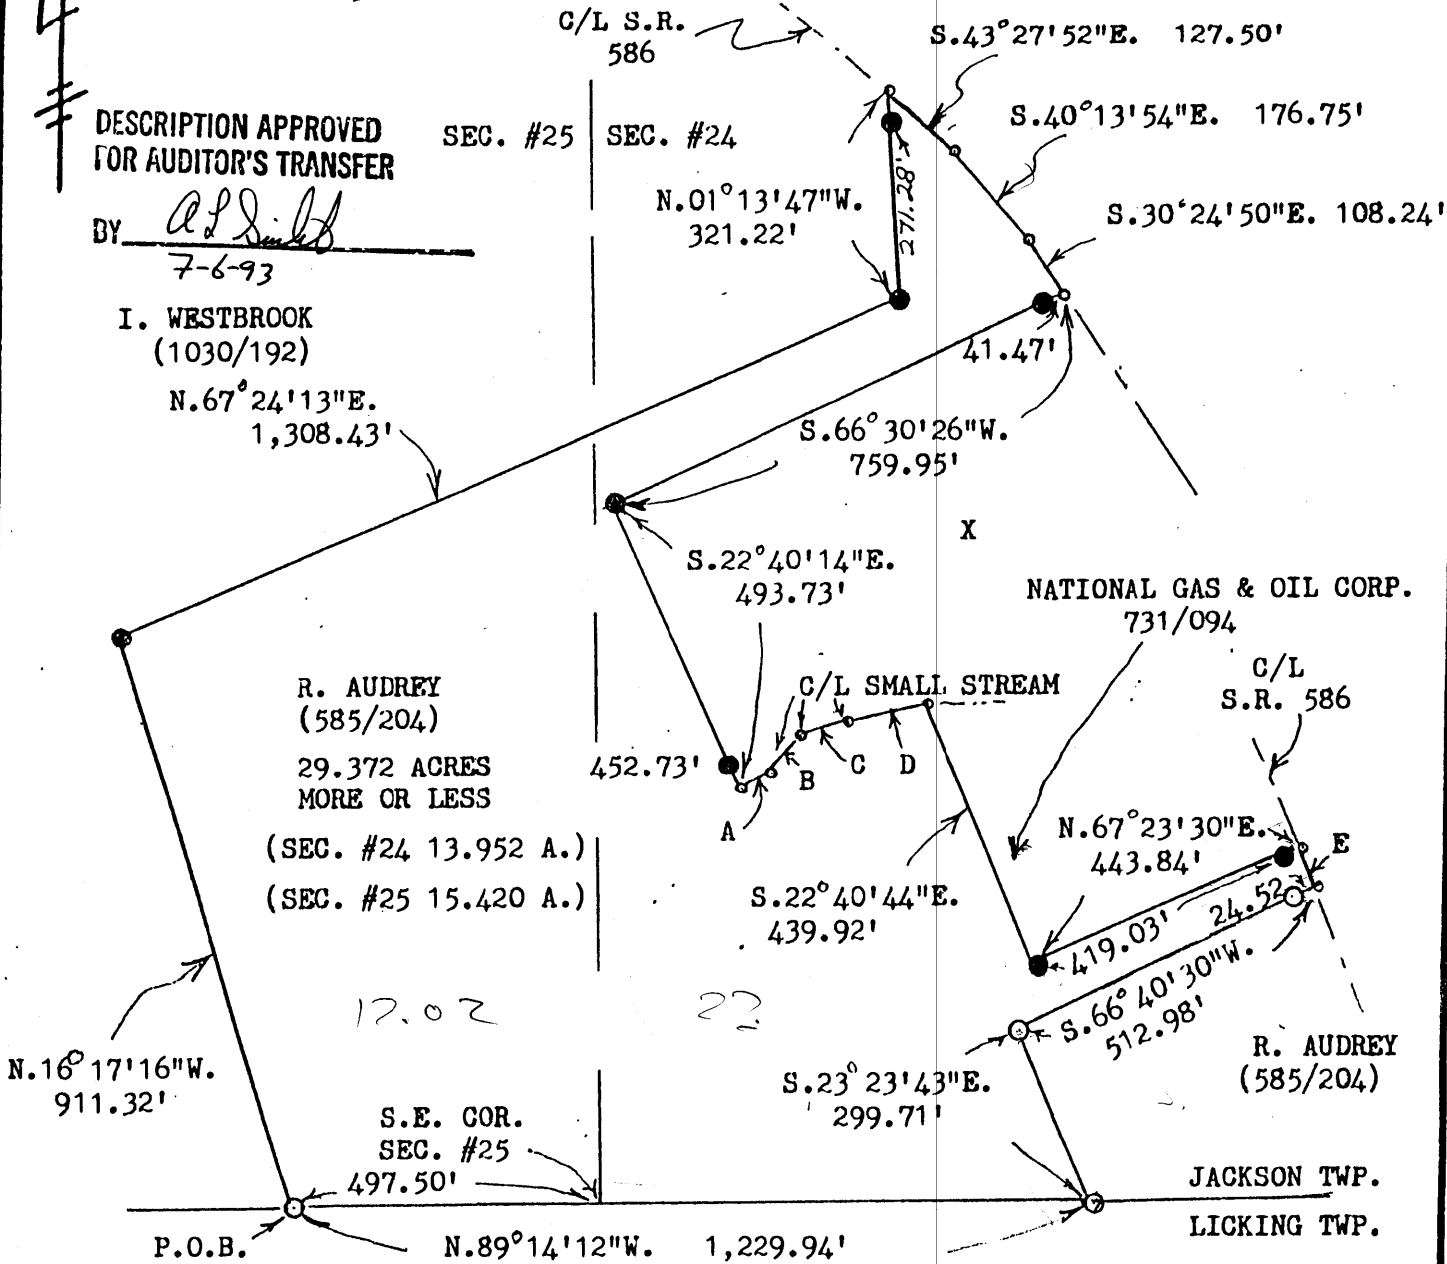 C/L S.R.
586
S.43°27'52"E. 127.50'
S.40°13'54"E. 176.75'
DESCRIPTION APPROVED
FOR AUDITOR'S TRANSFER
BY
7-6-93
SEC. #25
SEC. #24
N.01°13'47"W.
321.22'
271.28'
S.30°24'50"E. 108.24'
I. WESTBROOK
(1030/192)
N.67°24'13"E.
1,308.43'
41.47'
S.66°30'26"W.
759.95'
X
S.22°40'14"E.
493.73'
NATIONAL GAS & OIL CORP.
731/094
C/L
S.R. 586
R. AUDREY
(585/204)
29.372 ACRES
MORE OR LESS
(SEC. #24 13.952 A.)
(SEC. #25 15.420 A.)
C/L SMALL STREAM
452.73'
A
B
C
D
N.67°23'30"E.
443.84'
E
S.22°40'44"E.
439.92'
419.03'
24.52
S.66°40'30"W.
512.98'
17.02
22
N.16°17'16"W.
911.32'
S.23°23'43"E.
299.71'
R. AUDREY
(585/204)
S.E. COR.
SEC. #25
497.50'
JACKSON TWP.
LICKING TWP.
P.O.B.
N.89°14'12"W. 1,229.94'